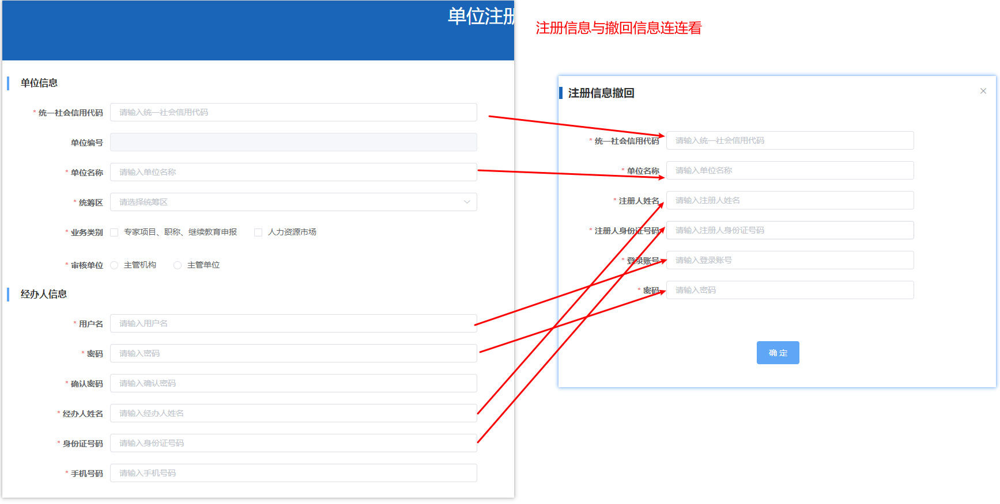 单位注册
注册信息与撤回信息连连看
单位信息
* 统一社会信用代码 请输入统一社会信用代码
单位编号
* 单位名称 请输入单位名称
* 统筹区 请选择统筹区
* 业务类别 专家项目、职称、继续教育申报 人力资源市场
* 审核单位 主管机构 主管单位
经办人信息
* 用户名 请输入用户名
* 密码 请输入密码
* 确认密码 请输入确认密码
* 经办人姓名 请输入经办人姓名
* 身份证号码 请输入身份证号码
* 手机号码 请输入手机号码
注册信息撤回
* 统一社会信用代码 请输入统一社会信用代码
* 单位名称 请输入单位名称
* 注册人姓名 请输入注册人姓名
* 注册人身份证号码 请输入注册人身份证号码
* 登录账号 请输入登录账号
* 密码 请输入密码
确 定